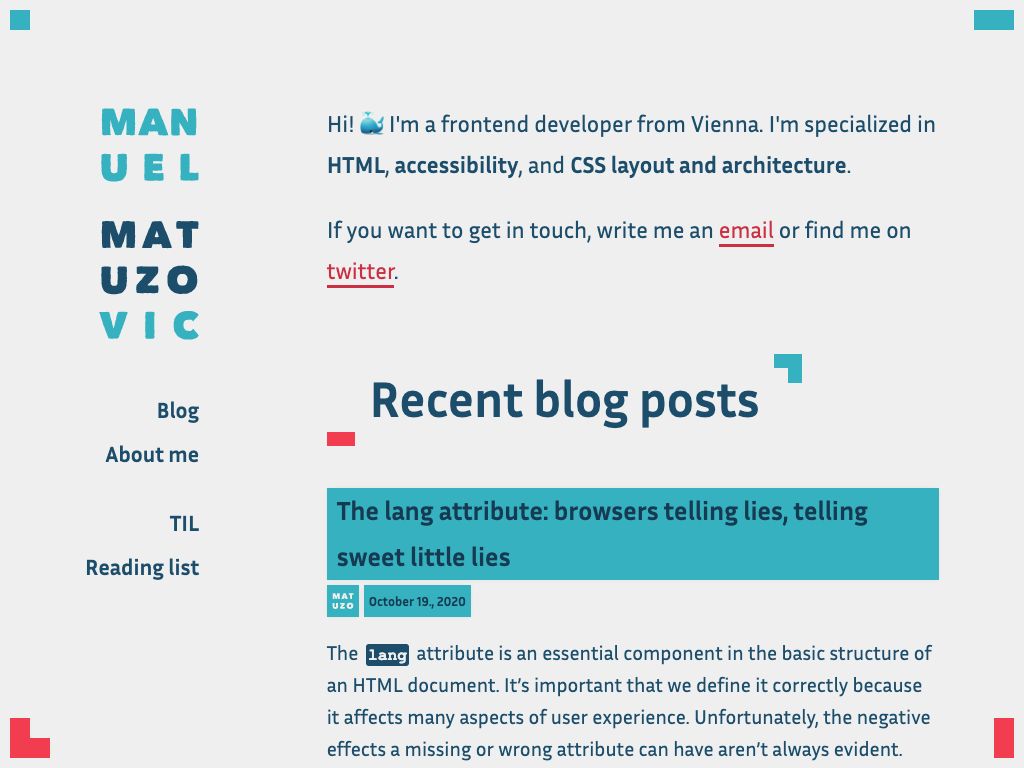 MAN
UEL
MAT
UZO
VIC
Blog
About me
TIL
Reading list
Hi! 🐳 I'm a frontend developer from Vienna. I'm specialized in
HTML, accessibility, and CSS layout and architecture.
If you want to get in touch, write me an email or find me on
twitter.
Recent blog posts
The lang attribute: browsers telling lies, telling
sweet little lies
MAT
UZO
October 19., 2020
The lang attribute is an essential component in the basic structure of
an HTML document. It’s important that we define it correctly because
it affects many aspects of user experience. Unfortunately, the negative
effects a missing or wrong attribute can have aren’t always evident.